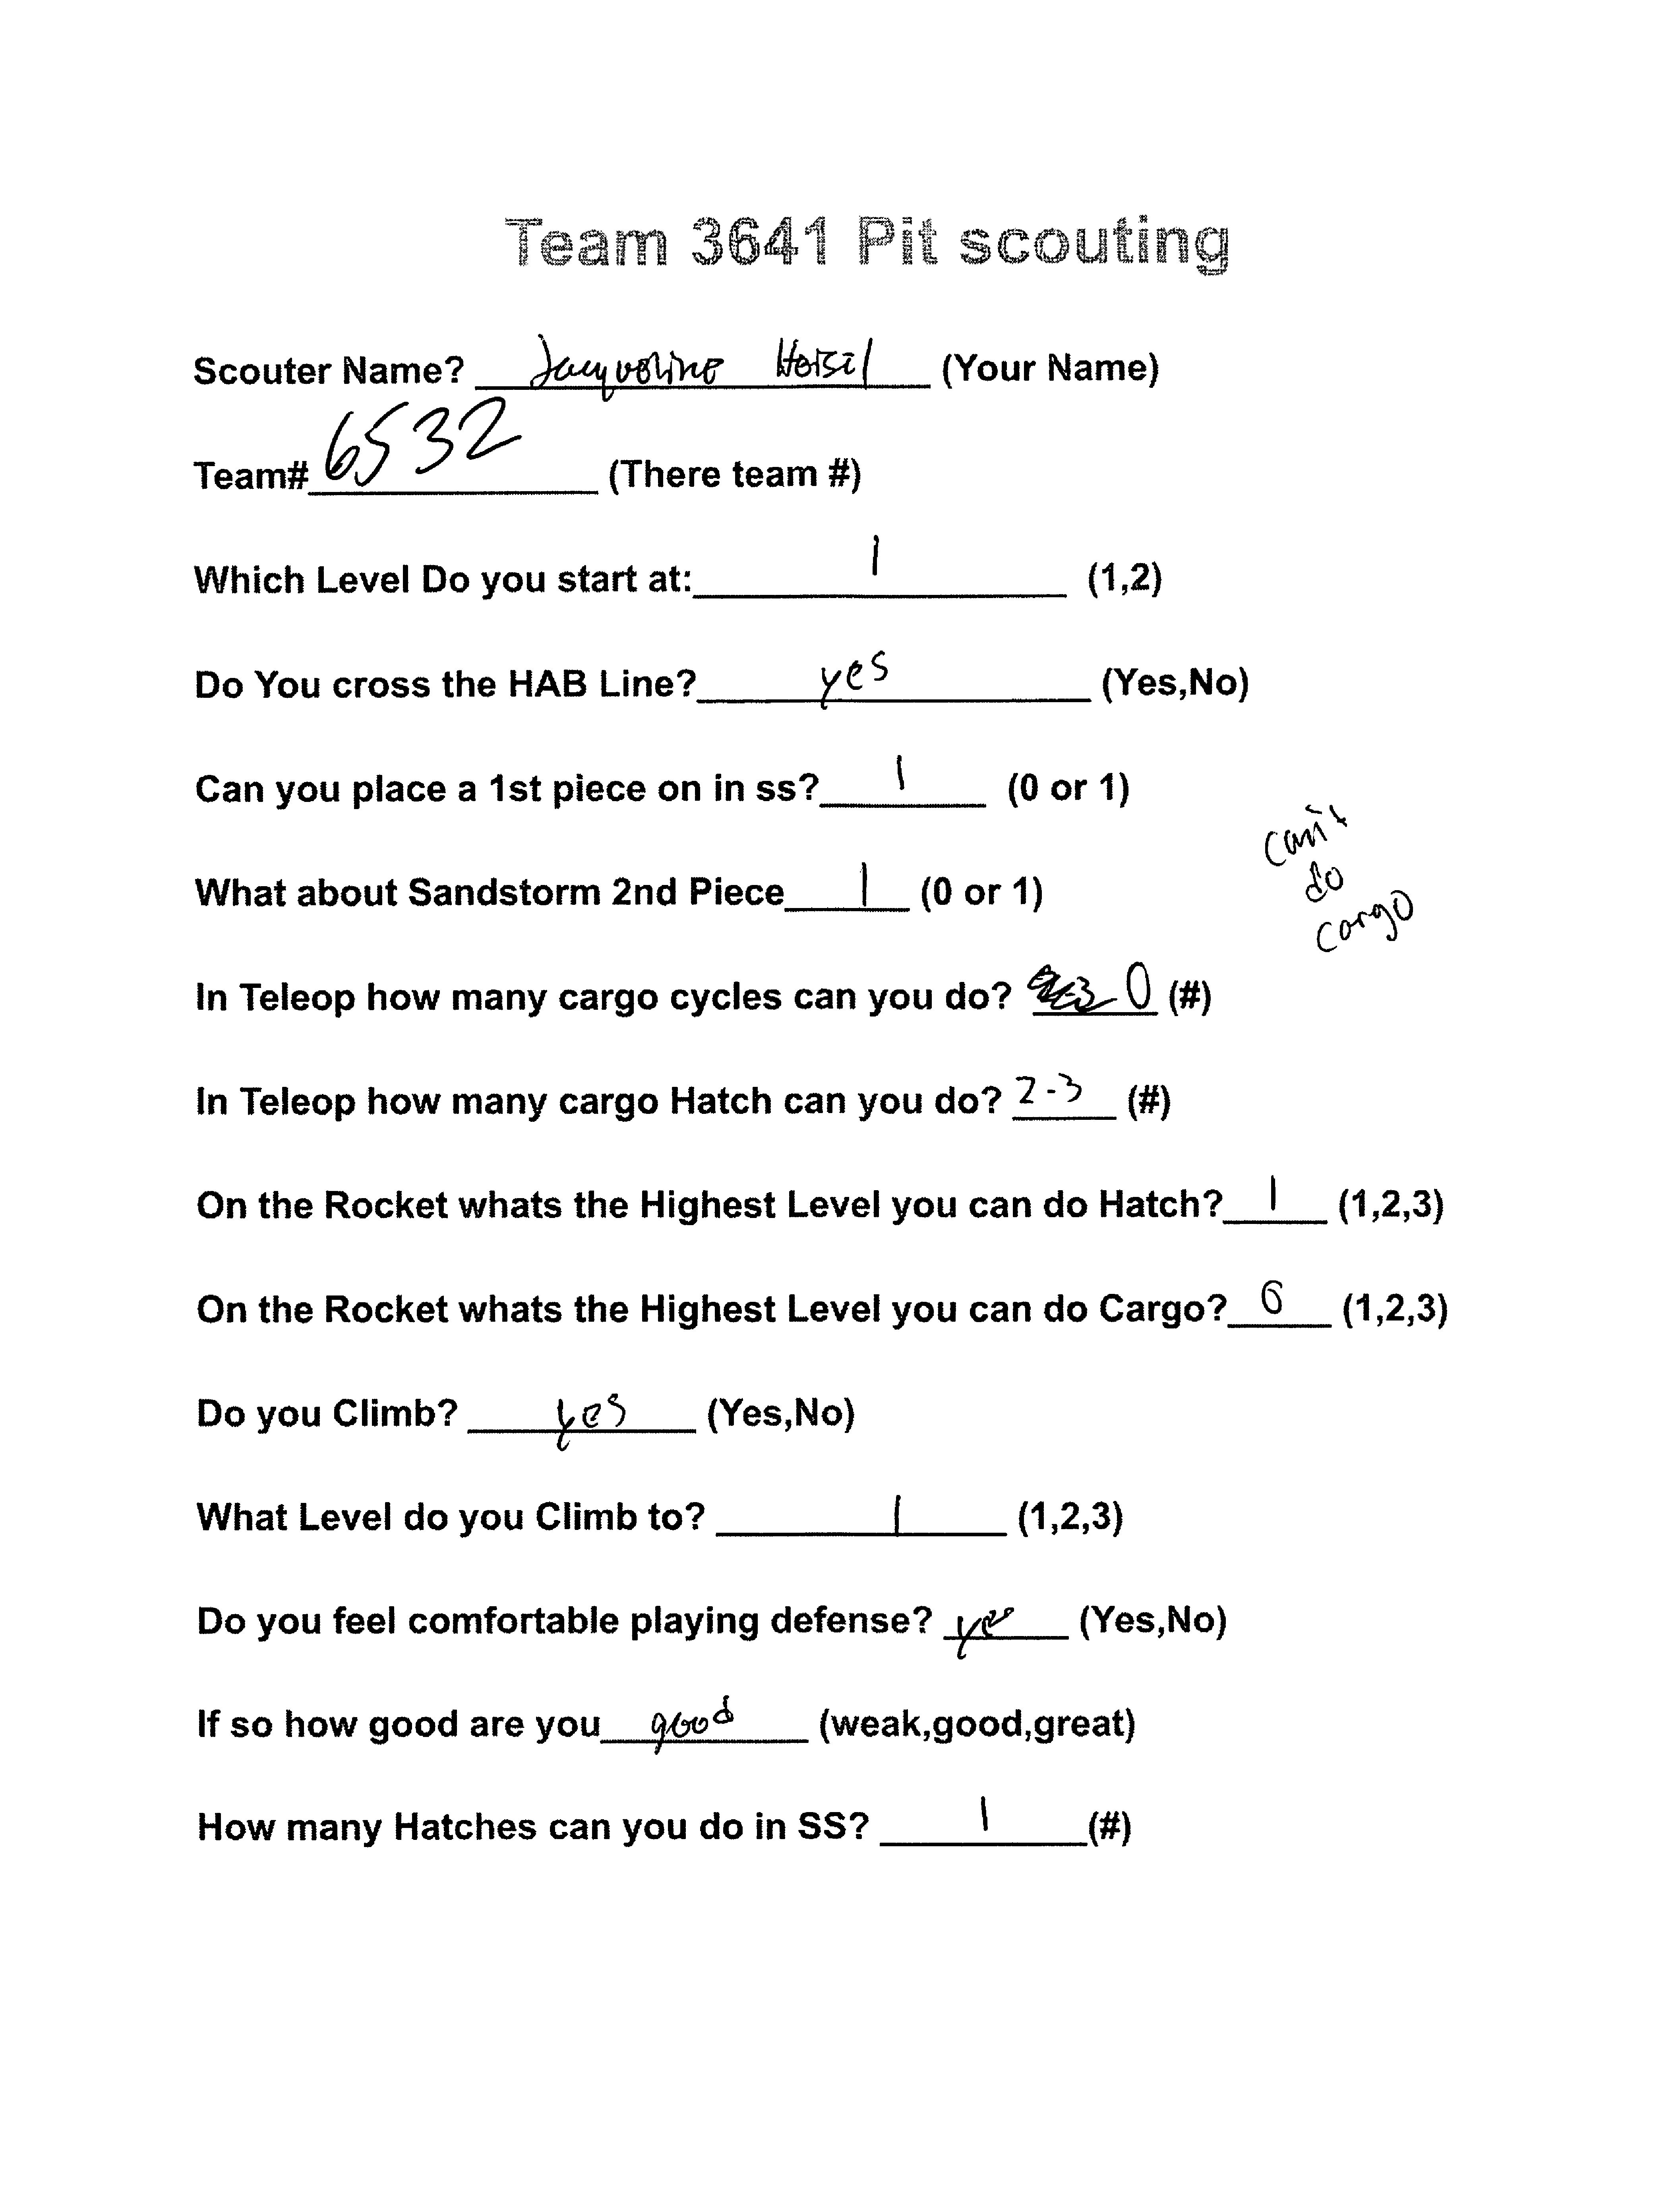 Team 3641 Pit scouting
Scouter Name? Jacqueline (Your Name)
Team# 6532 (There team #)
Which Level Do you start at: 1 (1,2)
Do You cross the HAB Line? yes (Yes,No)
Can you place a 1st piece on in ss? 1 (0 or 1)
can't
do
cargo
What about Sandstorm 2nd Piece 1 (0 or 1)
In Teleop how many cargo cycles can you do? 0 (#)
In Teleop how many cargo Hatch can you do? 2-3 (#)
On the Rocket whats the Highest Level you can do Hatch? 1 (1,2,3)
On the Rocket whats the Highest Level you can do Cargo? 0 (1,2,3)
Do you Climb? yes (Yes,No)
What Level do you Climb to? 1 (1,2,3)
Do you feel comfortable playing defense? yes (Yes,No)
If so how good are you good (weak,good,great)
How many Hatches can you do in SS? 1 (#)